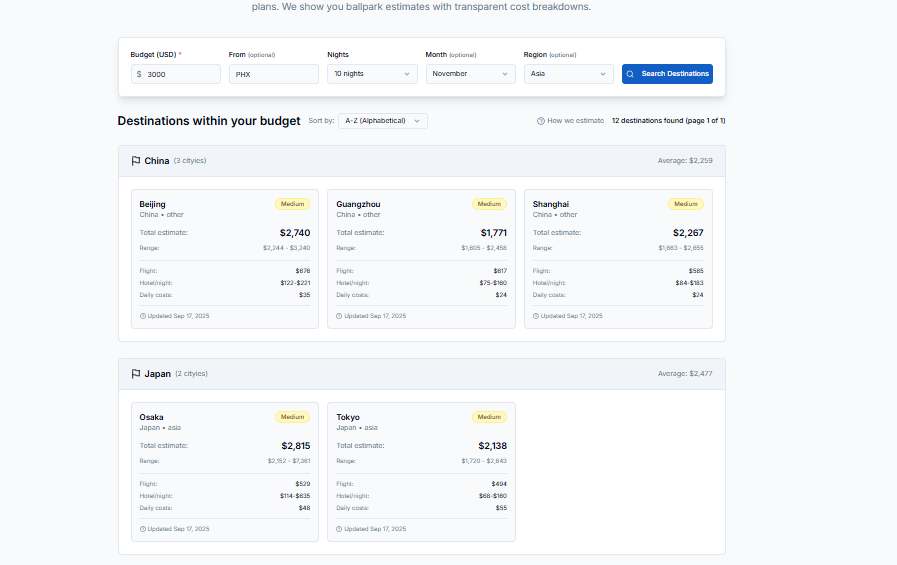 plans. We show you ballpark estimates with transparent cost breakdowns.
Budget (USD) * From (optional) Nights Month (optional) Region (optional)
$ 3000 PHX 10 nights November Asia Search Destinations
Destinations within your budget Sort by: A-Z (Alphabetical) How we estimate 12 destinations found (page 1 of 1)
China (3 cityies) Average: $2,259
Beijing Medium Guangzhou Medium Shanghai Medium
China • other China • other China • other
Total estimate: $2,740 Total estimate: $1,771 Total estimate: $2,267
Range: $2,244 - $3,240 Range: $1,605 - $2,458 Range: $1,663 - $2,655
Flight: $676 Flight: $617 Flight: $585
Hotel/night: $122-$221 Hotel/night: $75-$160 Hotel/night: $84-$183
Daily costs: $35 Daily costs: $24 Daily costs: $24
Updated Sep 17, 2025 Updated Sep 17, 2025 Updated Sep 17, 2025
Japan (2 cityies) Average: $2,477
Osaka Medium Tokyo Medium
Japan • asia Japan • asia
Total estimate: $2,815 Total estimate: $2,138
Range: $2,152 - $7,361 Range: $1,720 - $2,643
Flight: $529 Flight: $494
Hotel/night: $114-$635 Hotel/night: $68-$160
Daily costs: $48 Daily costs: $55
Updated Sep 17, 2025 Updated Sep 17, 2025